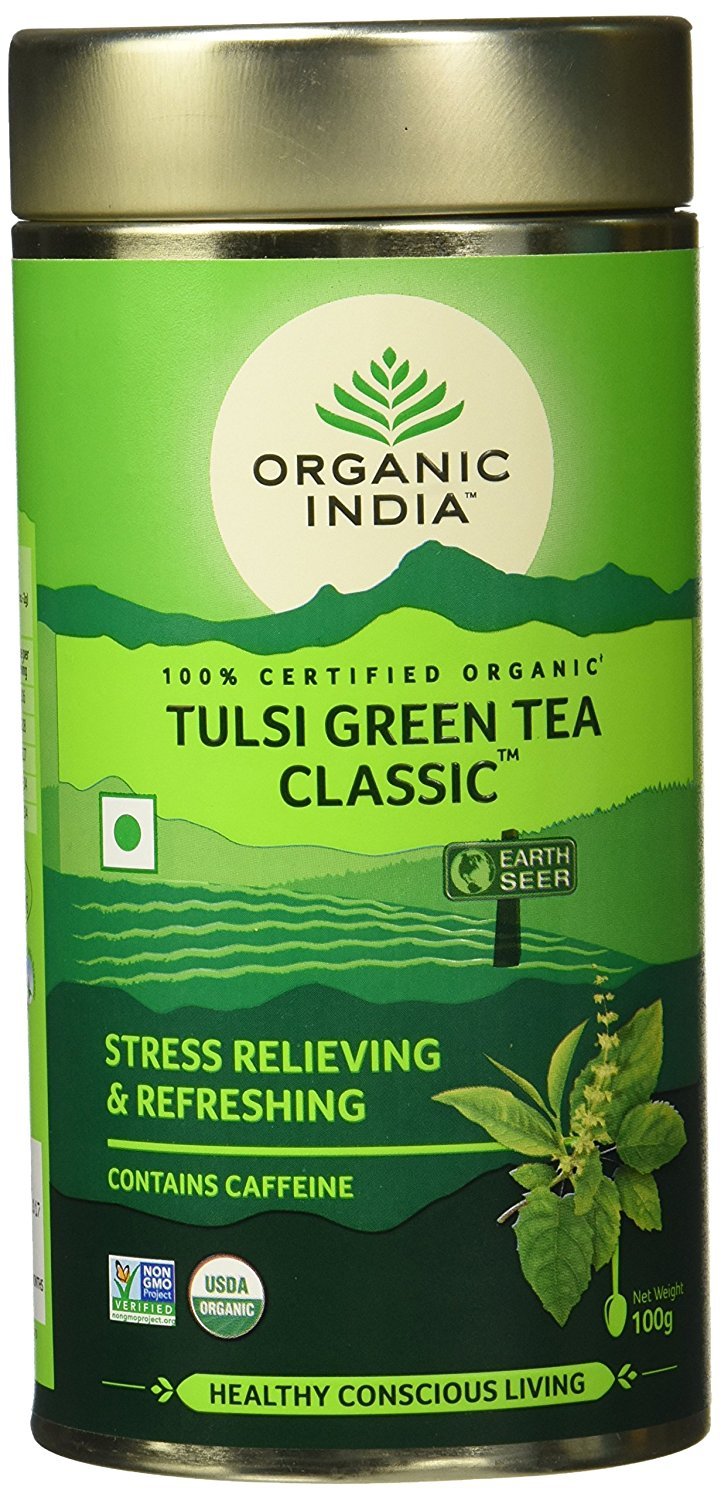 ORGANIC
INDIA™
100% CERTIFIED ORGANIC†
TULSI GREEN TEA
CLASSIC™
EARTH
SEER
STRESS RELIEVING
& REFRESHING
CONTAINS CAFFEINE
NON
GMO
Project
VERIFIED
nongmoproject.org
USDA
ORGANIC
Net Weight
100g
HEALTHY CONSCIOUS LIVING